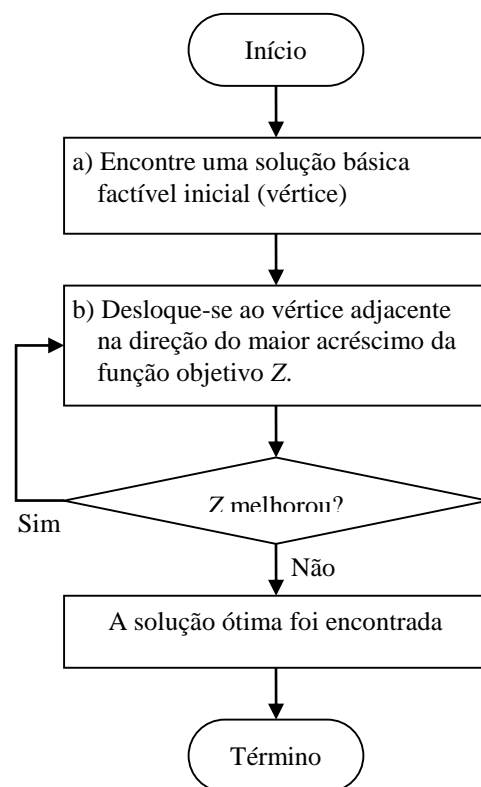 Início
a) Encontre uma solução básica
factível inicial (vértice)
b) Desloque-se ao vértice adjacente
na direção do maior acréscimo da
função objetivo Z.
Z melhorou?
Sim
Não
A solução ótima foi encontrada
Término